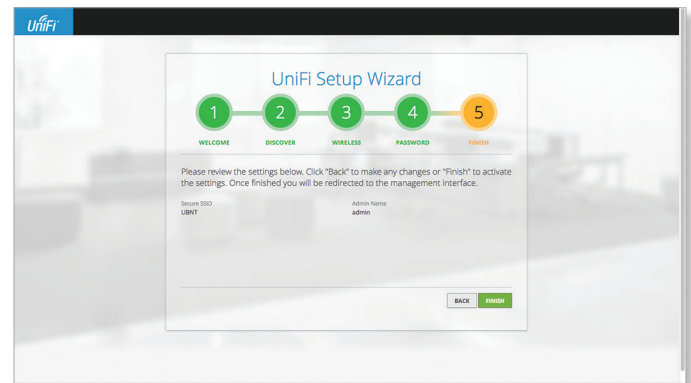 UniFi
UniFi Setup Wizard
1 2 3 4 5
WELCOME DISCOVER WIRELESS PASSWORD FINISH
Please review the settings below. Click "Back" to make any changes or "Finish" to activate
the settings. Once finished you will be redirected to the management interface.
Secure SSID Admin Name
UBNT admin
BACK FINISH